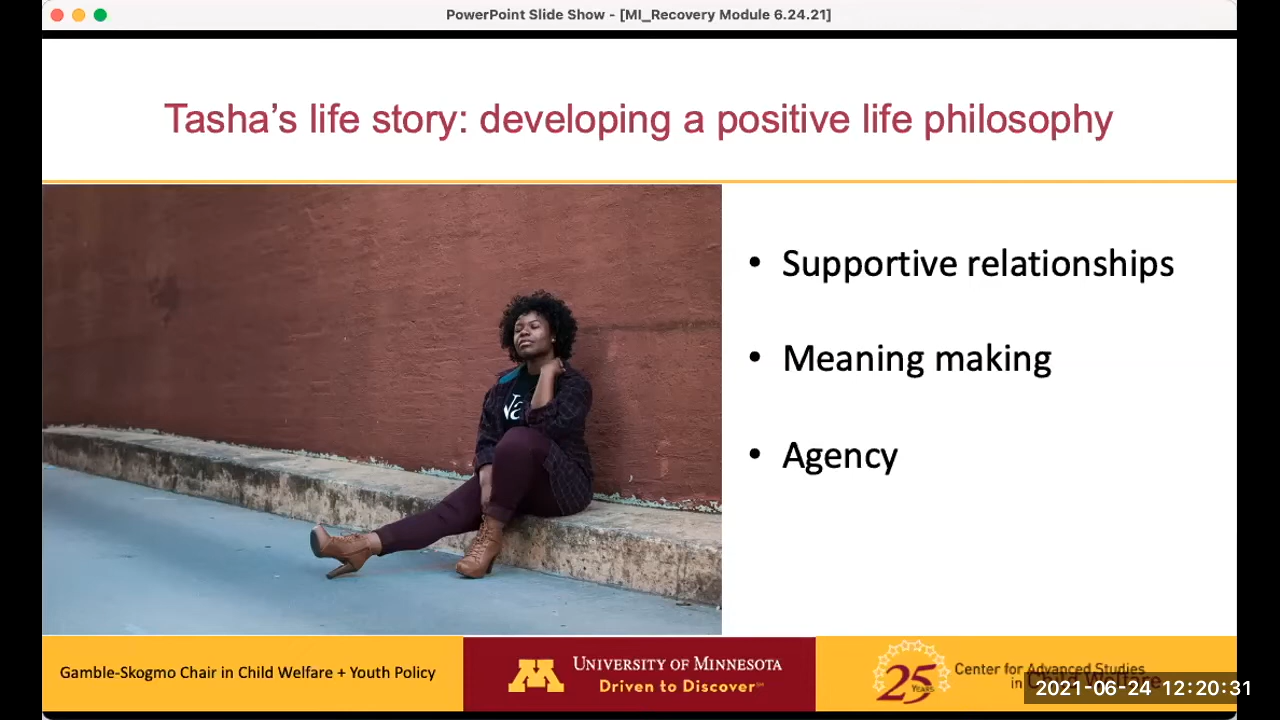 PowerPoint Slide Show - [MI_Recovery Module 6.24.21]
Tasha's life story: developing a positive life philosophy
• Supportive relationships
• Meaning making
• Agency
Gamble-Skogmo Chair in Child Welfare + Youth Policy
M
UNIVERSITY OF MINNESOTA
Driven to Discover℠
25
YEARS
Center for Advanced Studies
in Child Welfare
2021-06-24 12:20:31